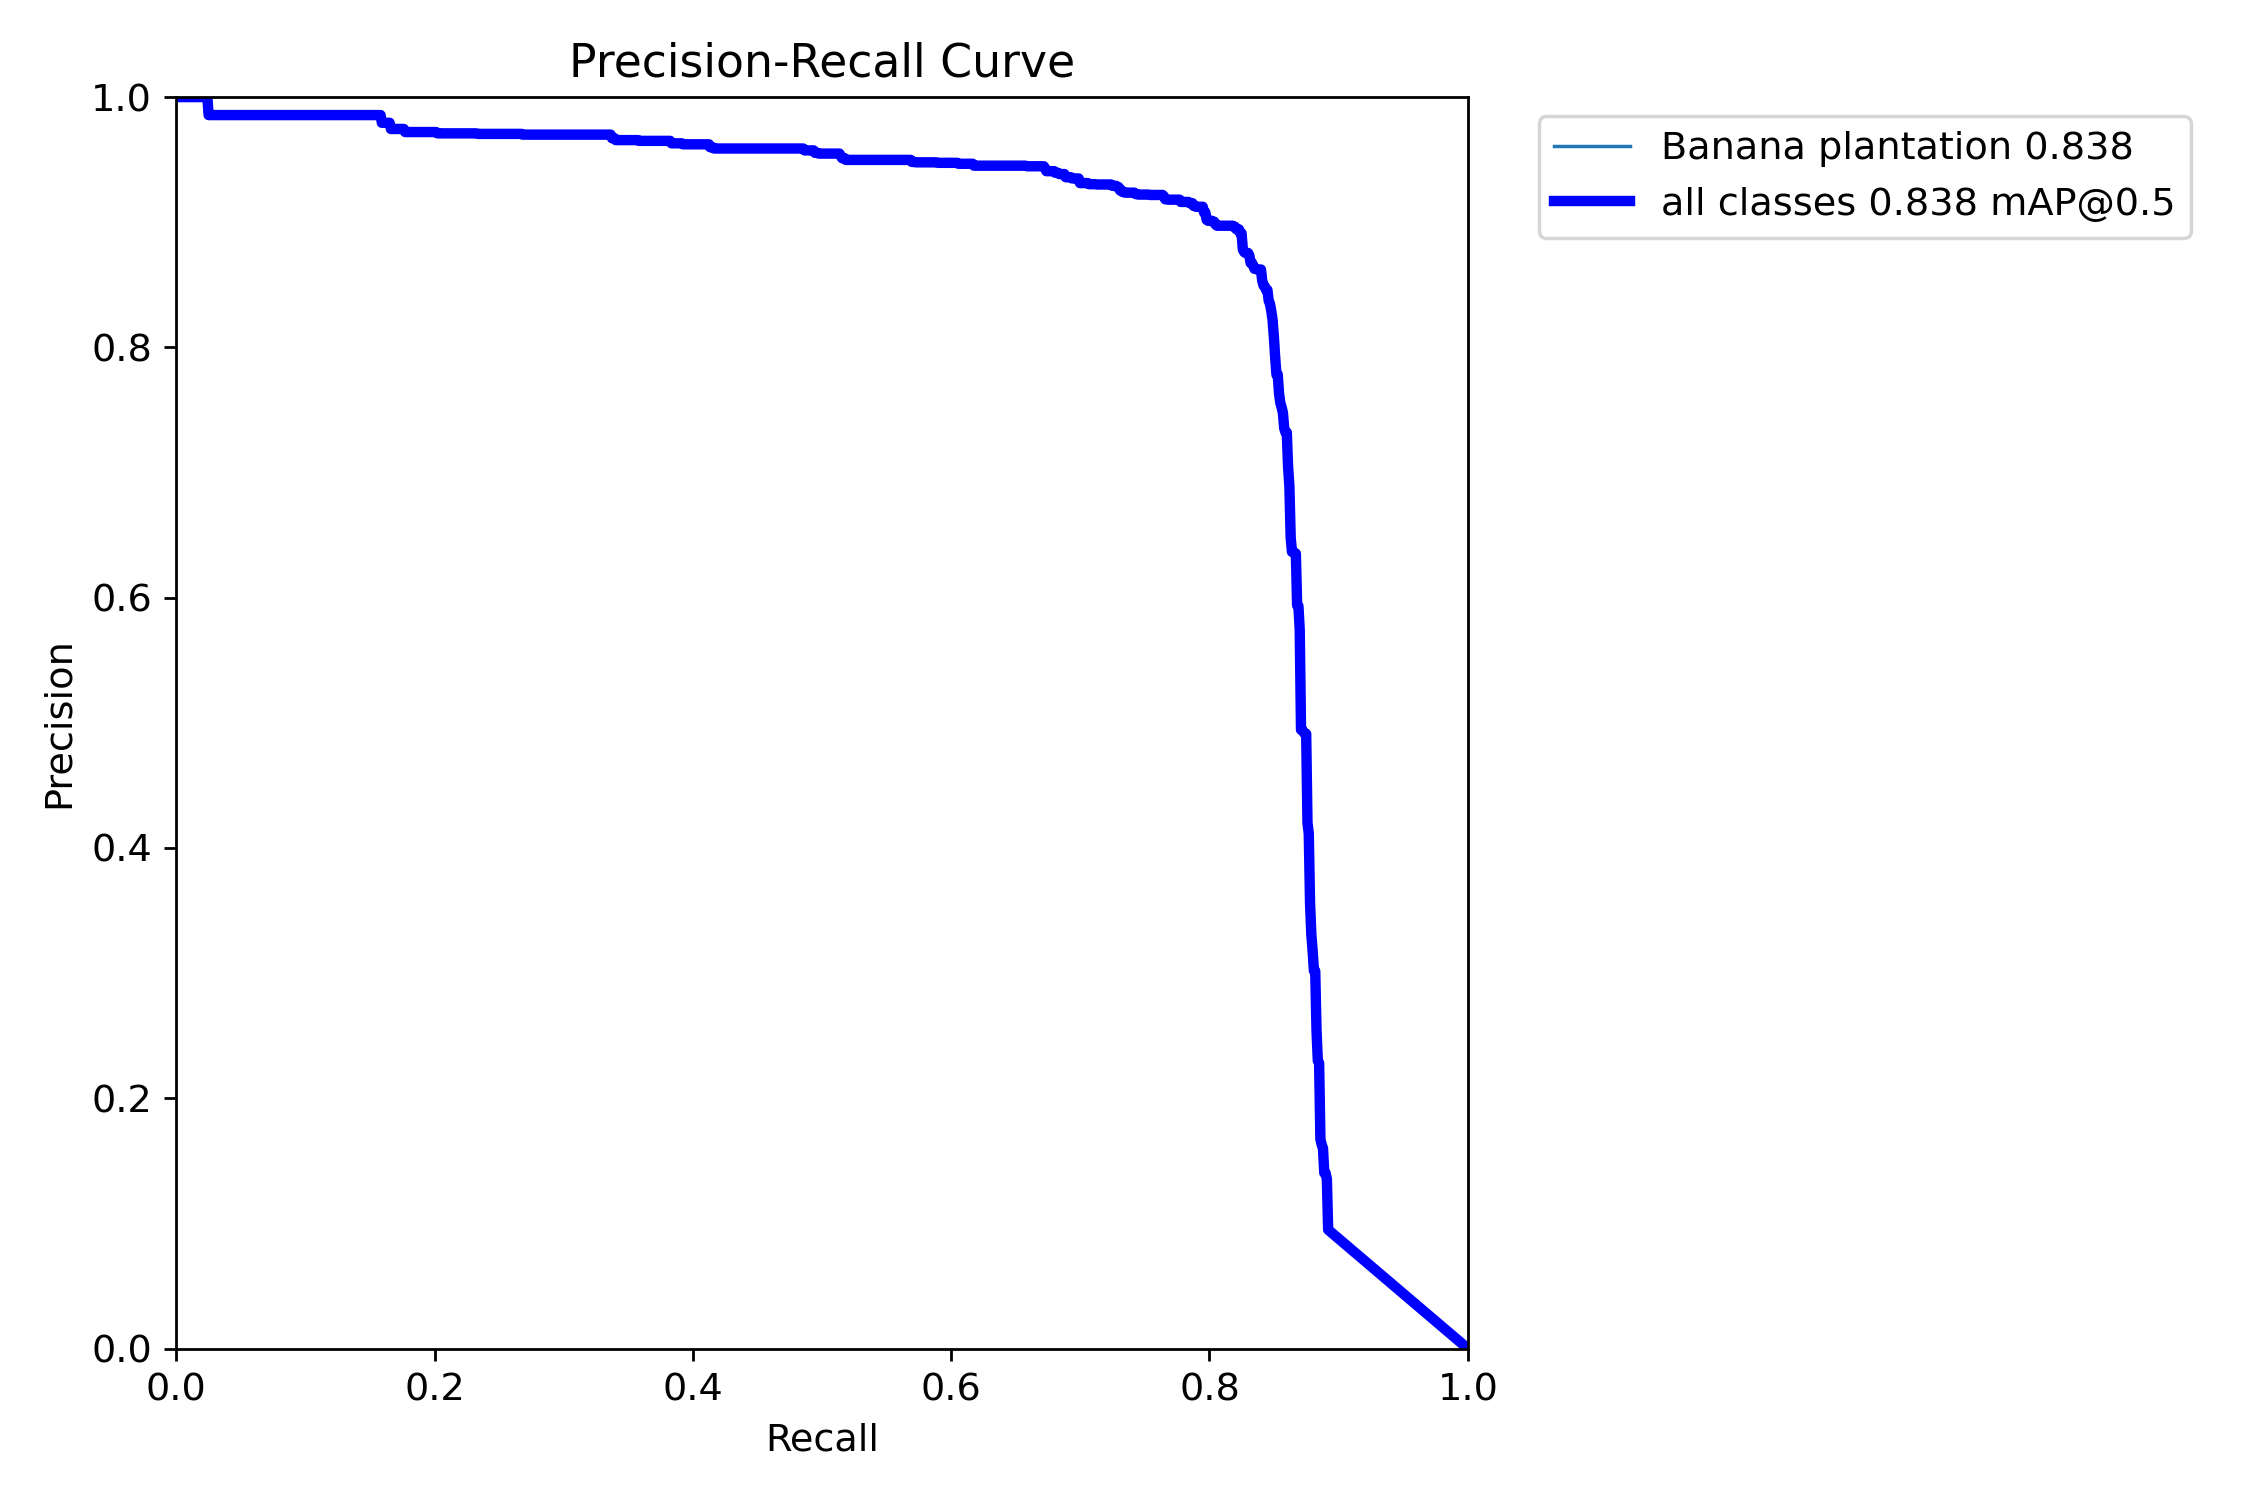 Precision-Recall Curve
Banana plantation 0.838
all classes 0.838 mAP@0.5
1.0
0.8
0.6
0.4
0.2
0.0
Precision
0.0 0.2 0.4 0.6 0.8 1.0
Recall